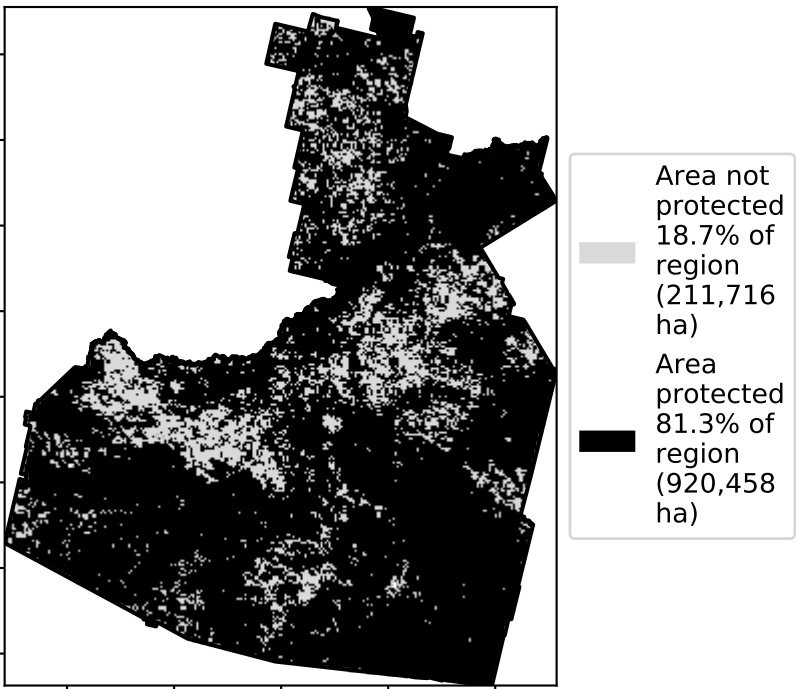 Area not
protected
18.7% of
region
(211,716
ha)
Area
protected
81.3% of
region
(920,458
ha)